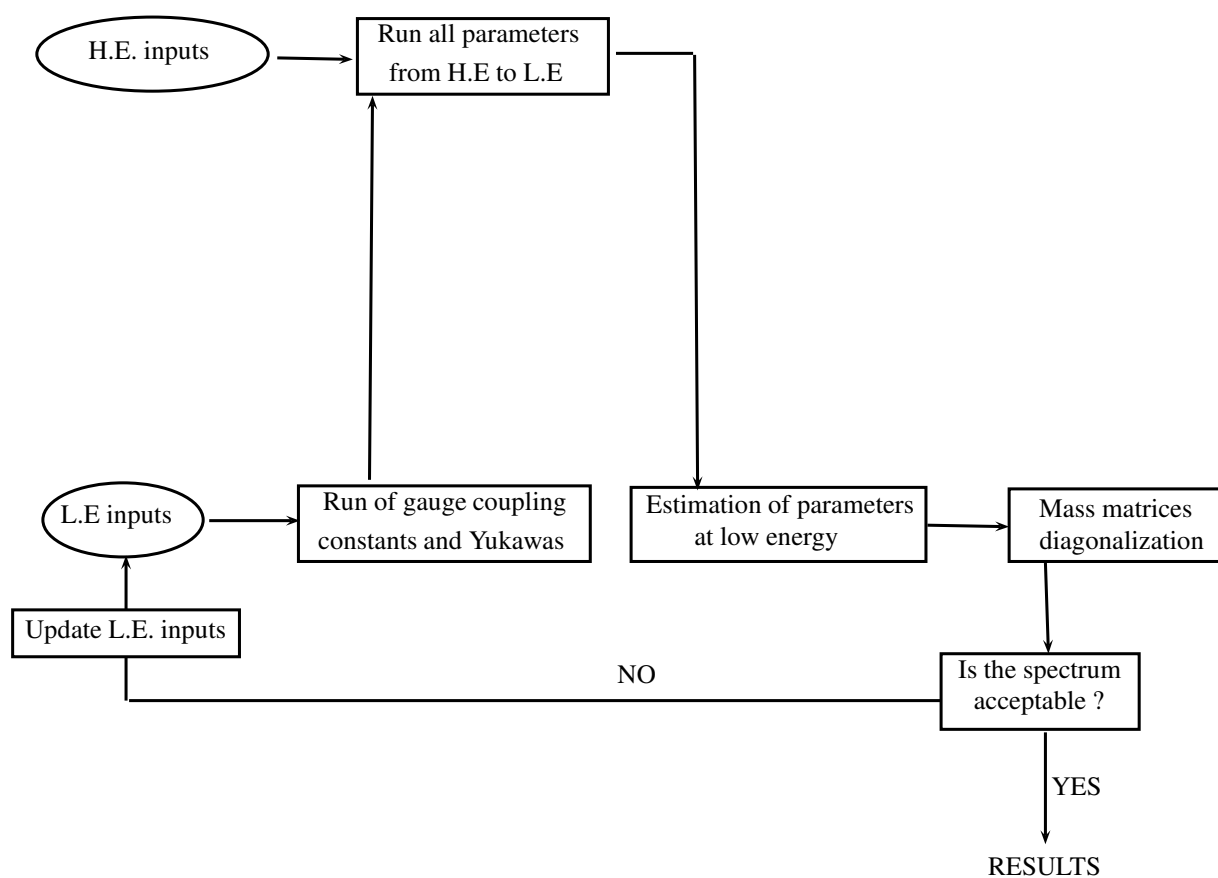 H.E. inputs
Run all parameters
from H.E to L.E
L.E inputs
Run of gauge coupling
constants and Yukawas
Estimation of parameters
at low energy
Mass matrices
diagonalization
Update L.E. inputs
NO
Is the spectrum
acceptable ?
YES
RESULTS